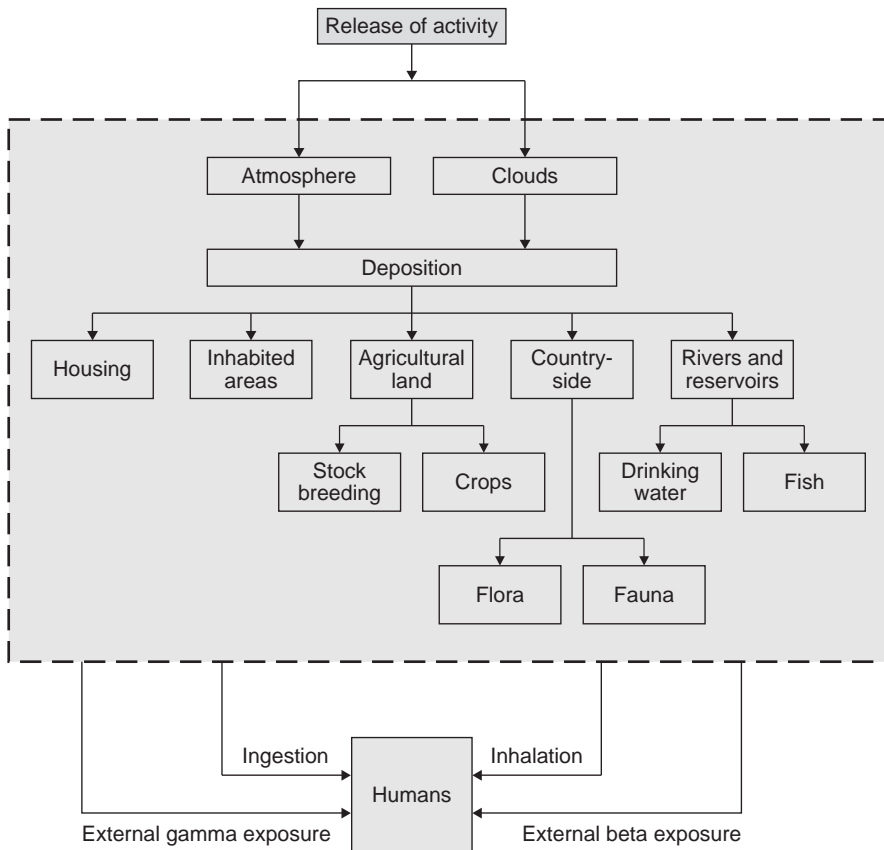 Release of activity
Atmosphere
Clouds
Deposition
Housing
Inhabited
areas
Agricultural
land
Country-
side
Rivers and
reservoirs
Stock
breeding
Crops
Drinking
water
Fish
Flora
Fauna
Ingestion
Inhalation
Humans
External gamma exposure
External beta exposure